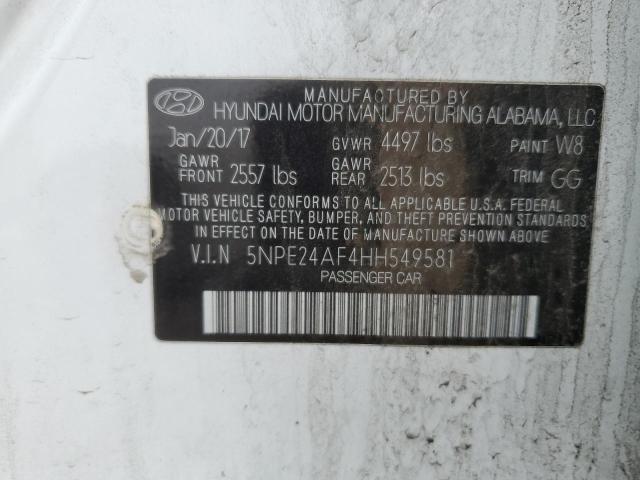 MANUFACTURED BY
HYUNDAI MOTOR MANUFACTURING ALABAMA, LLC
Jan/20/17 GVWR 4497 lbs PAINT W8
GAWR FRONT 2557 lbs GAWR REAR 2513 lbs TRIM GG
THIS VEHICLE CONFORMS TO ALL APPLICABLE U.S.A. FEDERAL
MOTOR VEHICLE SAFETY, BUMPER, AND THEFT PREVENTION STANDARDS
IN EFFECT ON THE DATE OF MANUFACTURE SHOWN ABOVE.
V.I.N 5NPE24AF4HH549581
PASSENGER CAR